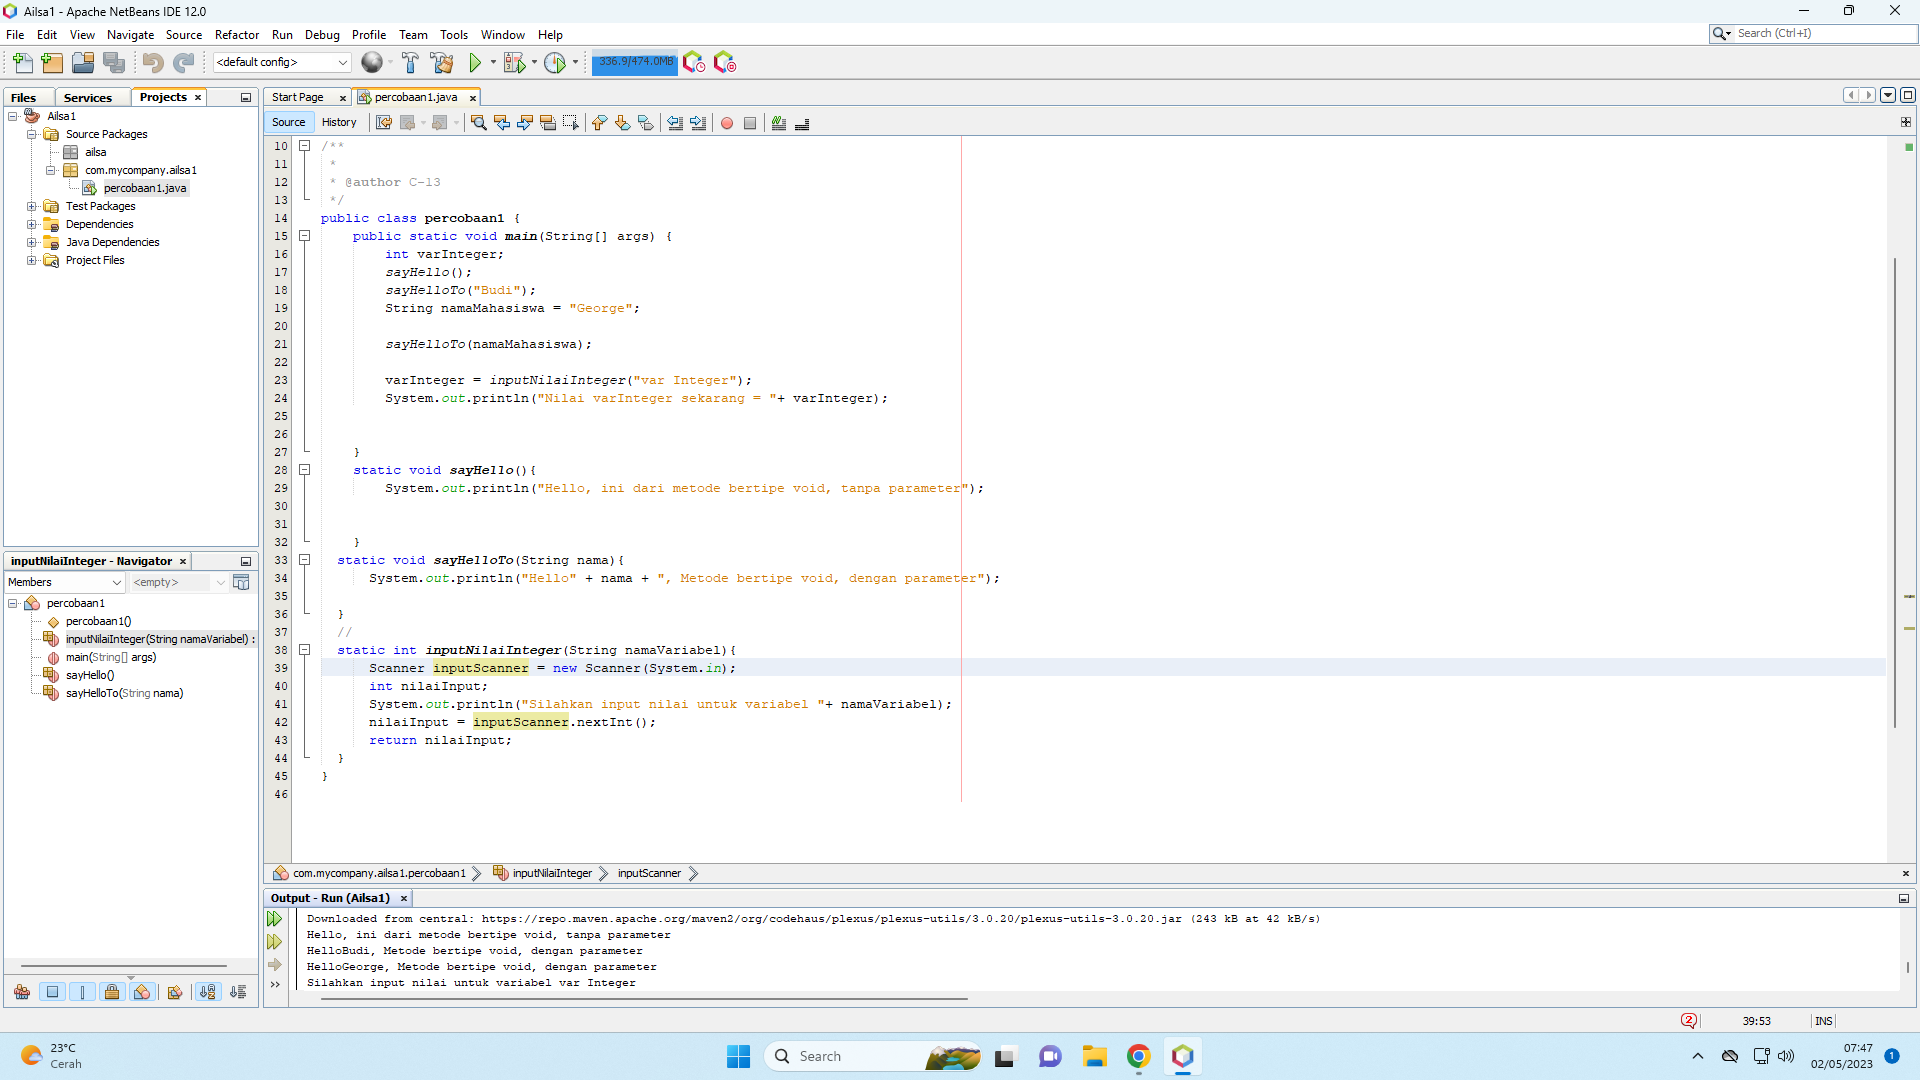 Ailsa1 - Apache NetBeans IDE 12.0
File Edit View Navigate Source Refactor Run Debug Profile Team Tools Window Help
Search (Ctrl+I)
<default config>
336.9/474.0MB
Files Services Projects
Start Page percobaan1.java
Source History
Ailsa1
Source Packages
ailsa
com.mycompany.ailsa1
percobaan1.java
Test Packages
Dependencies
Java Dependencies
Project Files
inputNilaiInteger - Navigator
Members <empty>
percobaan1
percobaan1()
inputNilaiInteger(String namaVariabel) :
main(String[] args)
sayHello()
sayHelloTo(String nama)
10 /**
11 *
12 * @author C-13
13 */
14 public class percobaan1 {
15 public static void main(String[] args) {
16 int varInteger;
17 sayHello();
18 sayHelloTo("Budi");
19 String namaMahasiswa = "George";
20
21 sayHelloTo(namaMahasiswa);
22
23 varInteger = inputNilaiInteger("var Integer");
24 System.out.println("Nilai varInteger sekarang = "+ varInteger);
25
26
27 }
28 static void sayHello(){
29 System.out.println("Hello, ini dari metode bertipe void, tanpa parameter");
30
31
32 }
33 static void sayHelloTo(String nama){
34 System.out.println("Hello" + nama + ", Metode bertipe void, dengan parameter");
35
36 }
37 //
38 static int inputNilaiInteger(String namaVariabel){
39 Scanner inputScanner = new Scanner(System.in);
40 int nilaiInput;
41 System.out.println("Silahkan input nilai untuk variabel "+ namaVariabel);
42 nilaiInput = inputScanner.nextInt();
43 return nilaiInput;
44 }
45 }
46
com.mycompany.ailsa1.percobaan1 inputNilaiInteger inputScanner
Output - Run (Ailsa1)
Downloaded from central: https://repo.maven.apache.org/maven2/org/codehaus/plexus/plexus-utils/3.0.20/plexus-utils-3.0.20.jar (243 kB at 42 kB/s)
Hello, ini dari metode bertipe void, tanpa parameter
HelloBudi, Metode bertipe void, dengan parameter
HelloGeorge, Metode bertipe void, dengan parameter
Silahkan input nilai untuk variabel var Integer
2 39:53 INS
23°C
Cerah
Search
07:47
02/05/2023
1